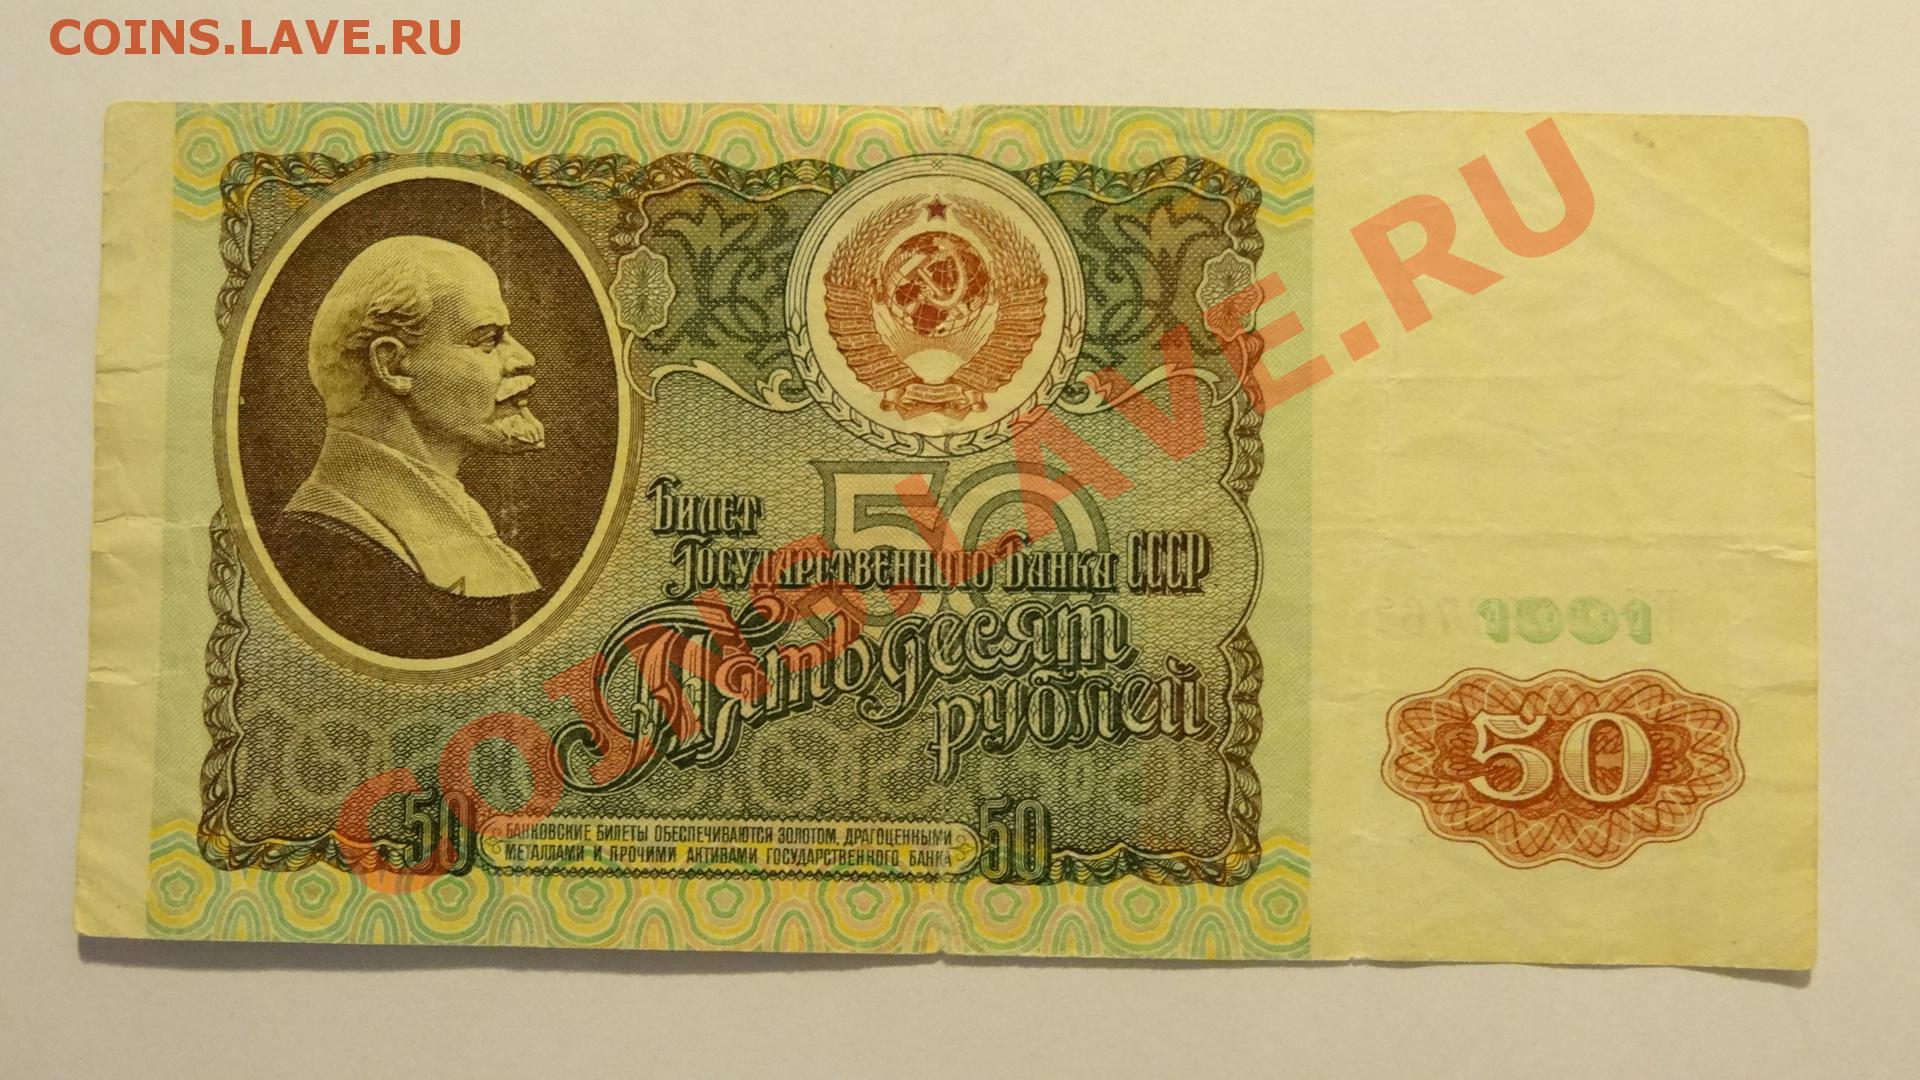 COINS.LAVE.RU
COINS.LAVE.RU
50
Билет
Государственного Банка СССР
Пятьдесят
рублей
1991
50
50
БАНКОВСКИЕ БИЛЕТЫ ОБЕСПЕЧИВАЮТСЯ ЗОЛОТОМ, ДРАГОЦЕННЫМИ
МЕТАЛЛАМИ И ПРОЧИМИ АКТИВАМИ ГОСУДАРСТВЕННОГО БАНКА
50